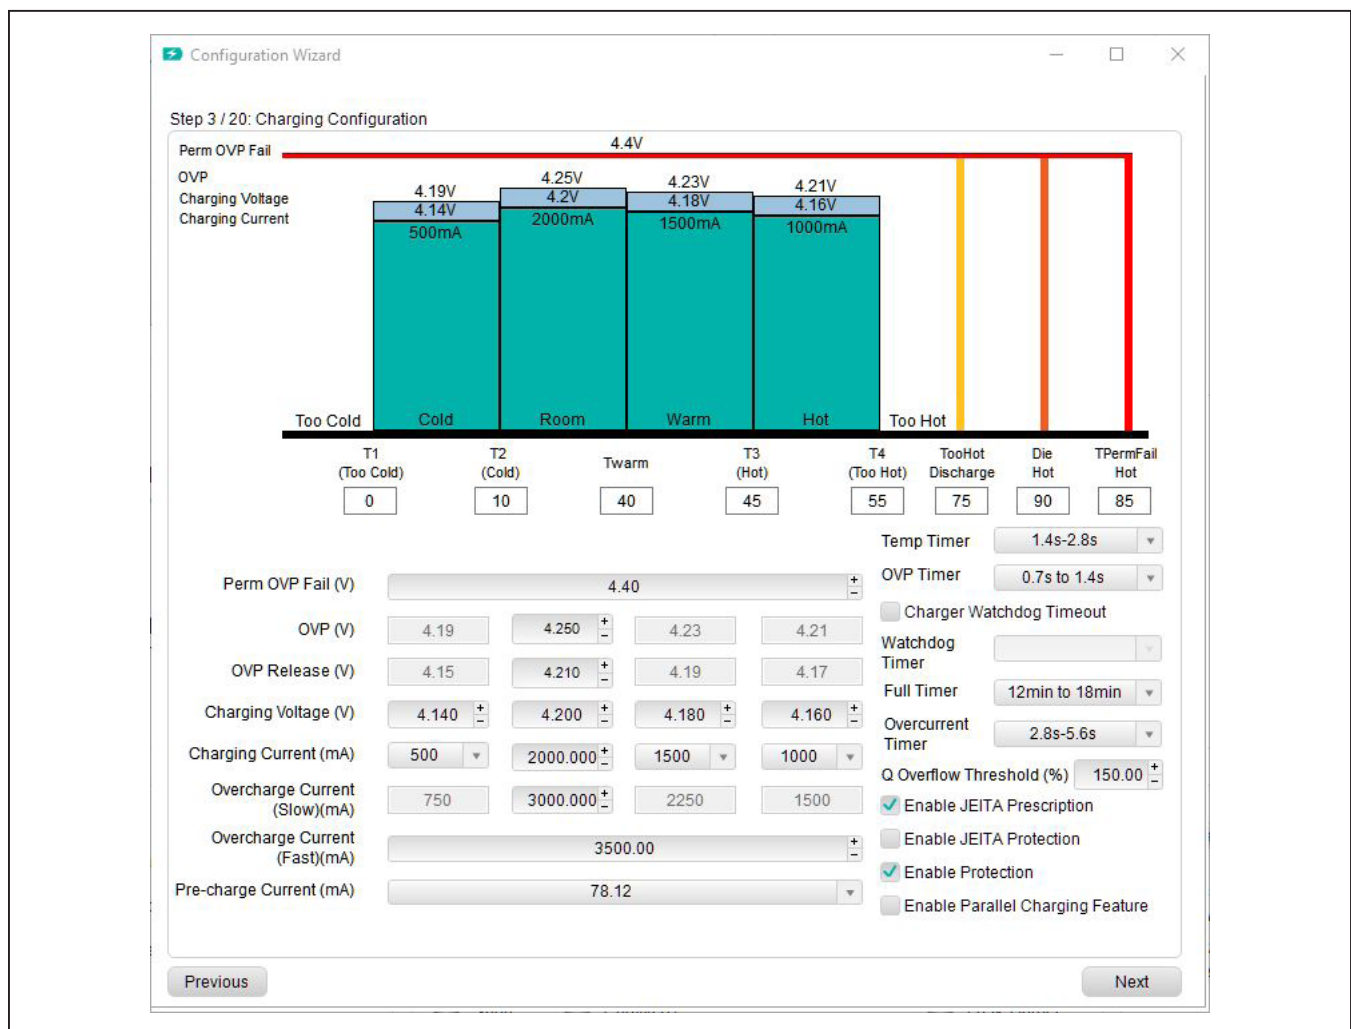 Configuration Wizard
Step 3 / 20: Charging Configuration
Perm OVP Fail
4.4V
OVP
Charging Voltage
Charging Current
4.19V
4.14V
500mA
4.25V
4.2V
2000mA
4.23V
4.18V
1500mA
4.21V
4.16V
1000mA
Too Cold
Cold
Room
Warm
Hot
Too Hot
T1
(Too Cold)
T2
(Cold)
Twarm
T3
(Hot)
T4
(Too Hot)
TooHot
Discharge
Die
Hot
TPermFail
Hot
0
10
40
45
55
75
90
85
Perm OVP Fail (V)
4.40
OVP (V)
4.19
4.250
4.23
4.21
OVP Release (V)
4.15
4.210
4.19
4.17
Charging Voltage (V)
4.140
4.200
4.180
4.160
Charging Current (mA)
500
2000.000
1500
1000
Overcharge Current
(Slow)(mA)
750
3000.000
2250
1500
Overcharge Current
(Fast)(mA)
3500.00
Pre-charge Current (mA)
78.12
Temp Timer
1.4s-2.8s
OVP Timer
0.7s to 1.4s
Charger Watchdog Timeout
Watchdog
Timer
Full Timer
12min to 18min
Overcurrent
Timer
2.8s-5.6s
Q Overflow Threshold (%)
150.00
Enable JEITA Prescription
Enable JEITA Protection
Enable Protection
Enable Parallel Charging Feature
Previous
Next